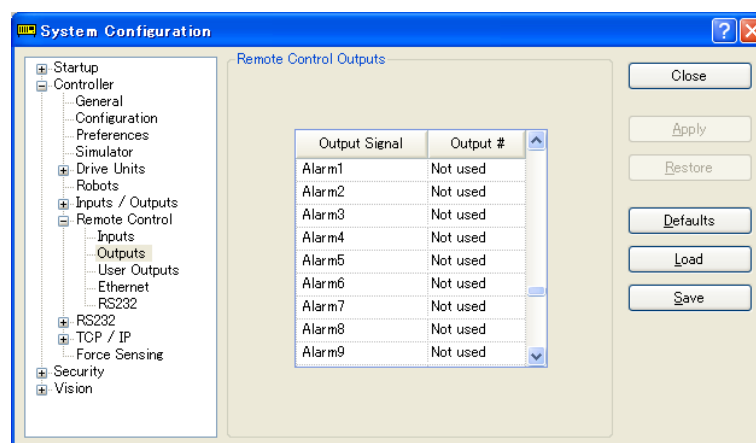 System Configuration
Startup
Controller
General
Configuration
Preferences
Simulator
Drive Units
Robots
Inputs / Outputs
Remote Control
Inputs
Outputs
User Outputs
Ethernet
RS232
RS232
TCP / IP
Force Sensing
Security
Vision
Remote Control Outputs
Output Signal Output #
Alarm1 Not used
Alarm2 Not used
Alarm3 Not used
Alarm4 Not used
Alarm5 Not used
Alarm6 Not used
Alarm7 Not used
Alarm8 Not used
Alarm9 Not used
Close
Apply
Restore
Defaults
Load
Save